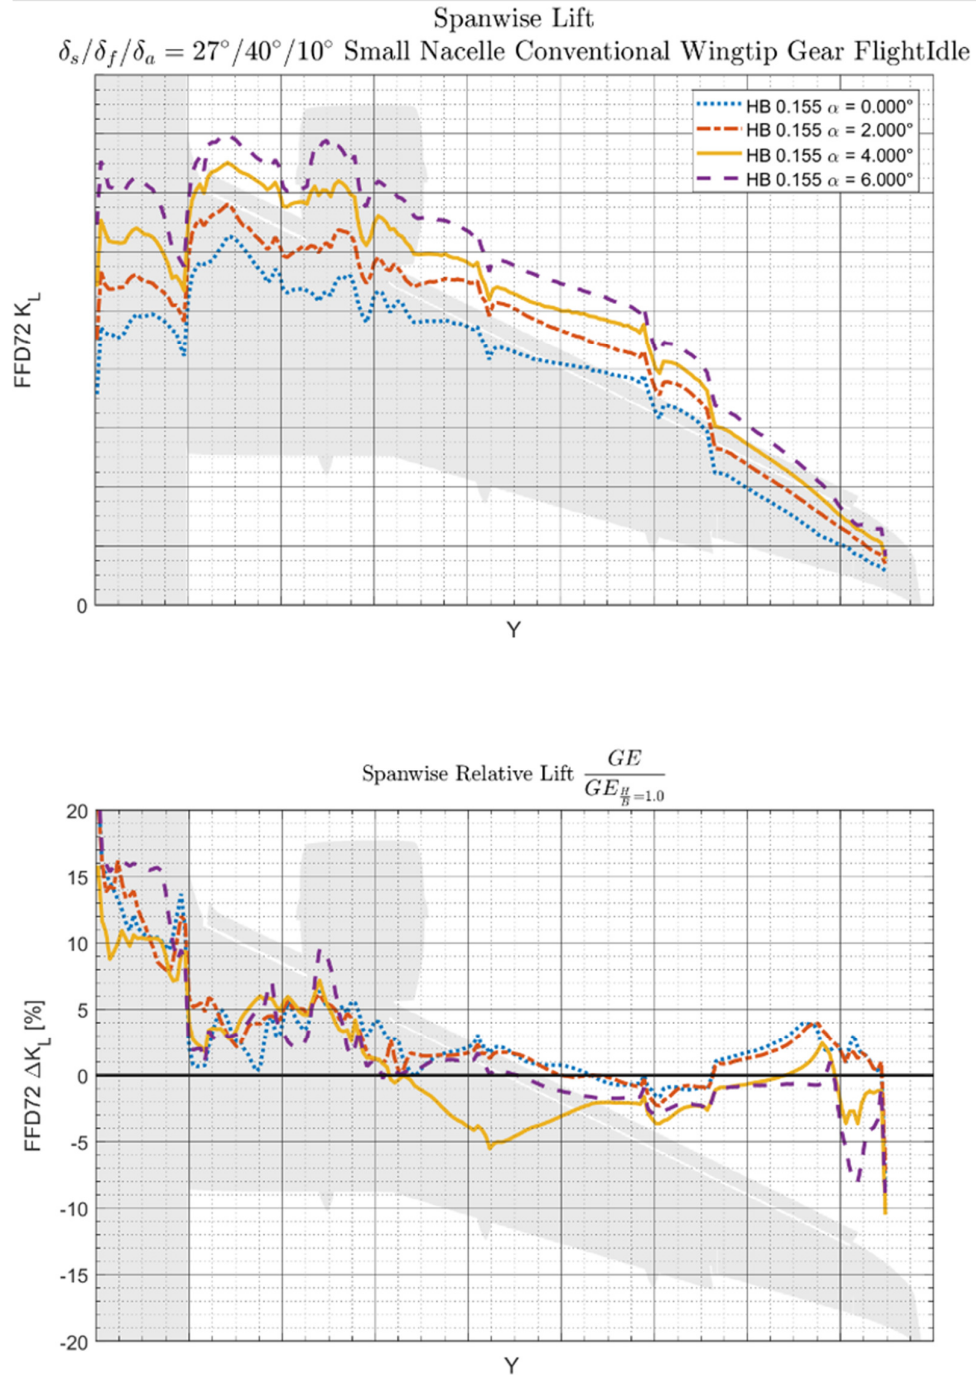 Spanwise Lift
δs/δf/δa = 27°/40°/10° Small Nacelle Conventional Wingtip Gear FlightIdle
HB 0.155 α = 0.000°
HB 0.155 α = 2.000°
HB 0.155 α = 4.000°
HB 0.155 α = 6.000°
FFD72 KL
0
Y
Spanwise Relative Lift GE/GE H/B=1.0
20
15
10
5
0
-5
-10
-15
-20
FFD72 ΔKL [%]
Y